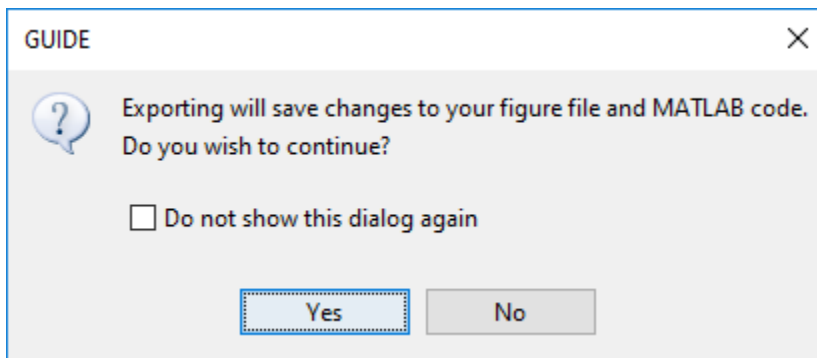 GUIDE
Exporting will save changes to your figure file and MATLAB code.
Do you wish to continue?
Do not show this dialog again
Yes
No